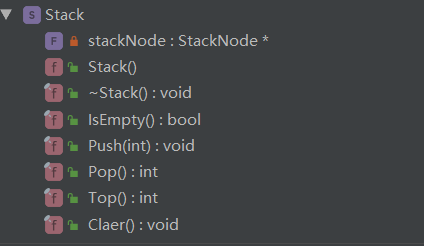 S Stack
F stackNode : StackNode *
f Stack()
f ~Stack() : void
f IsEmpty() : bool
f Push(int) : void
f Pop() : int
f Top() : int
f Claer() : void